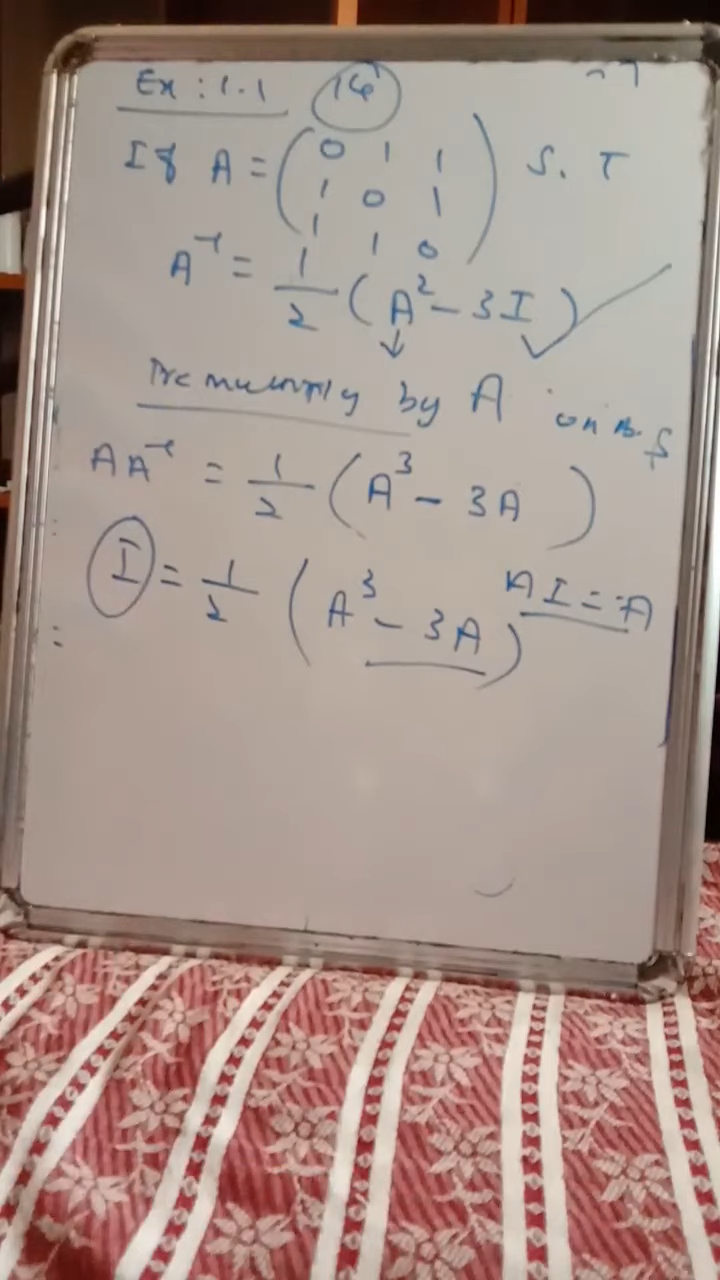 Ex : 1.1 14
If A = ( 0 1 1 S. T
1 0 1
1 1 0 )
A⁻¹ = 1/2 ( A² - 3I )
Premultiply by A on b.s
AA⁻¹ = 1/2 ( A³ - 3A )
I = 1/2 ( A³ - 3A ) AI = A